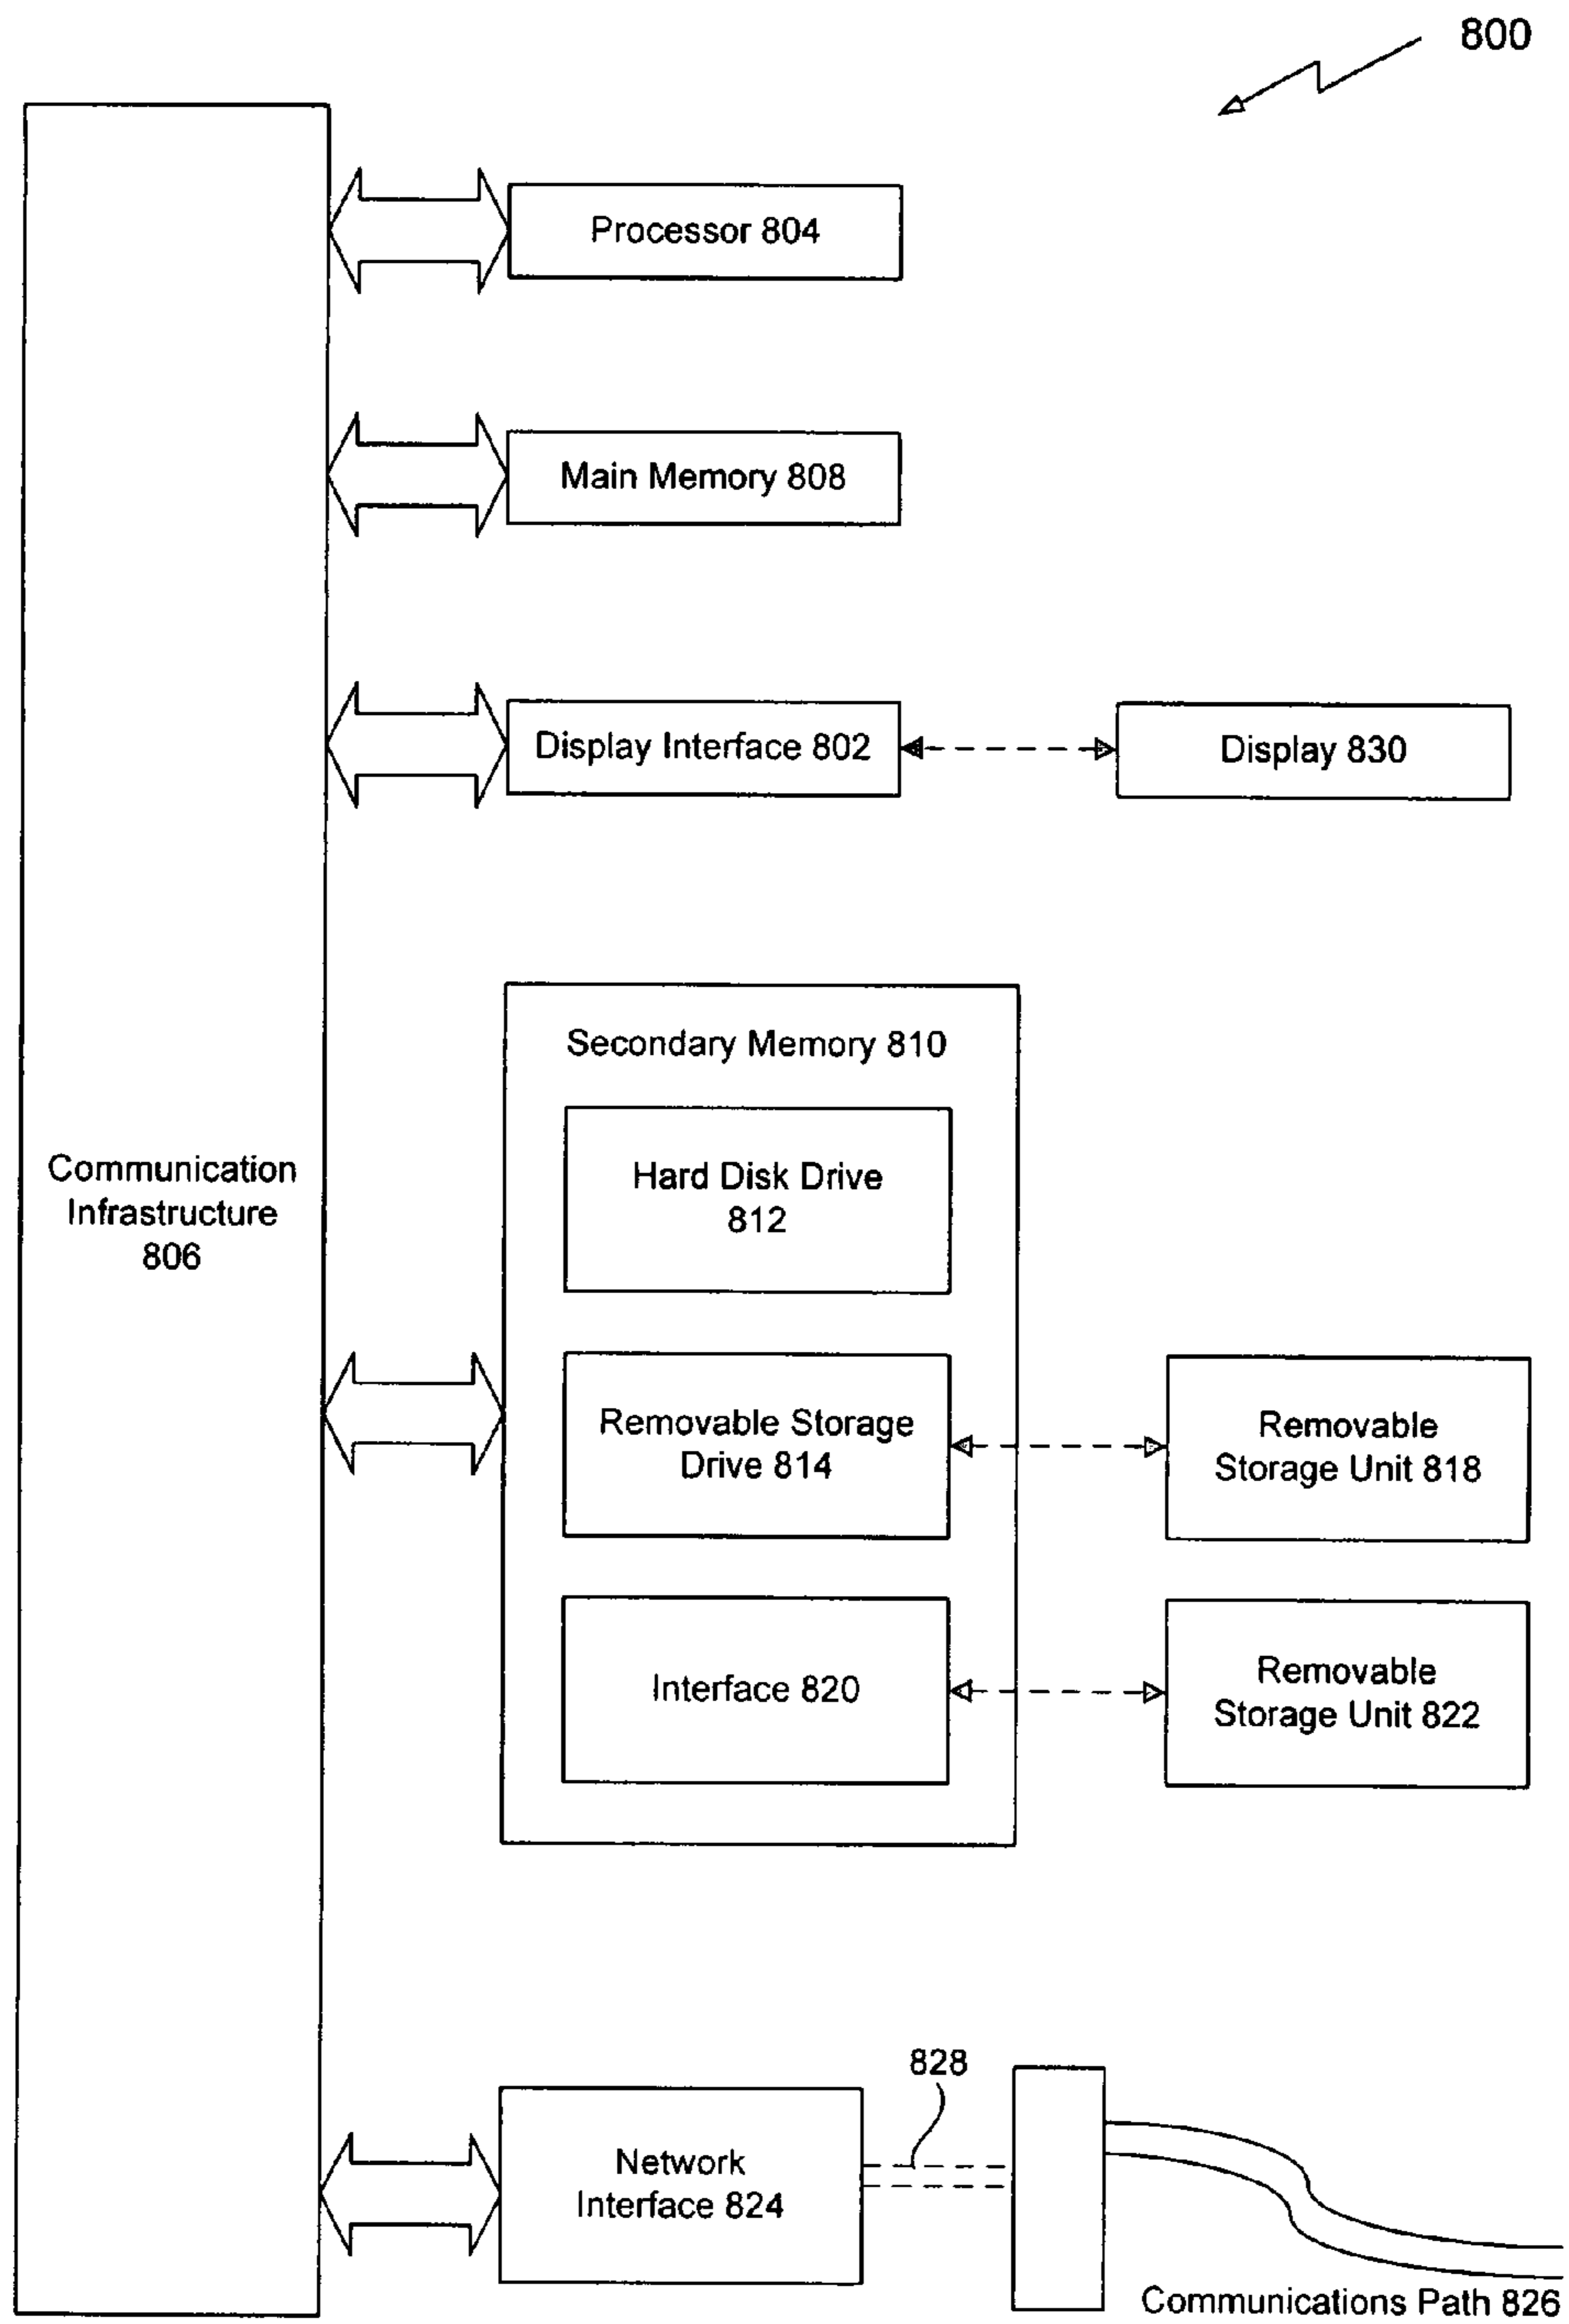 800
Processor 804
Main Memory 808
Display Interface 802
Display 830
Secondary Memory 810
Hard Disk Drive
812
Communication
Infrastructure
806
Removable Storage
Drive 814
Removable
Storage Unit 818
Interface 820
Removable
Storage Unit 822
828
Network
Interface 824
Communications Path 826